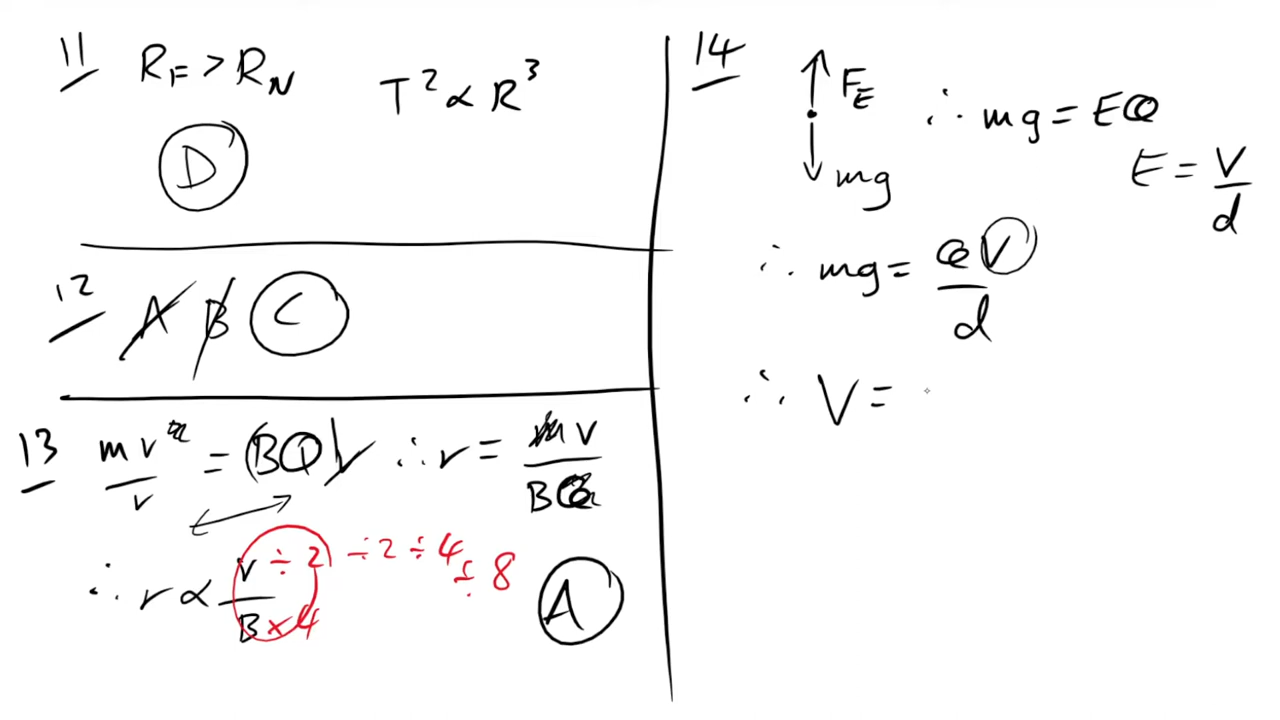 11 R_F > R_N T² ∝ R³
D
12 A B C
13 mv²/r = (BQ)v ∴ r = mv/BQ
∴ r ∝ v/B ÷2 ×4 ÷2 ÷4 ÷8
A
14 F_E
mg
∴ mg = EQ
E = V/d
∴ mg = QV/d
∴ V =